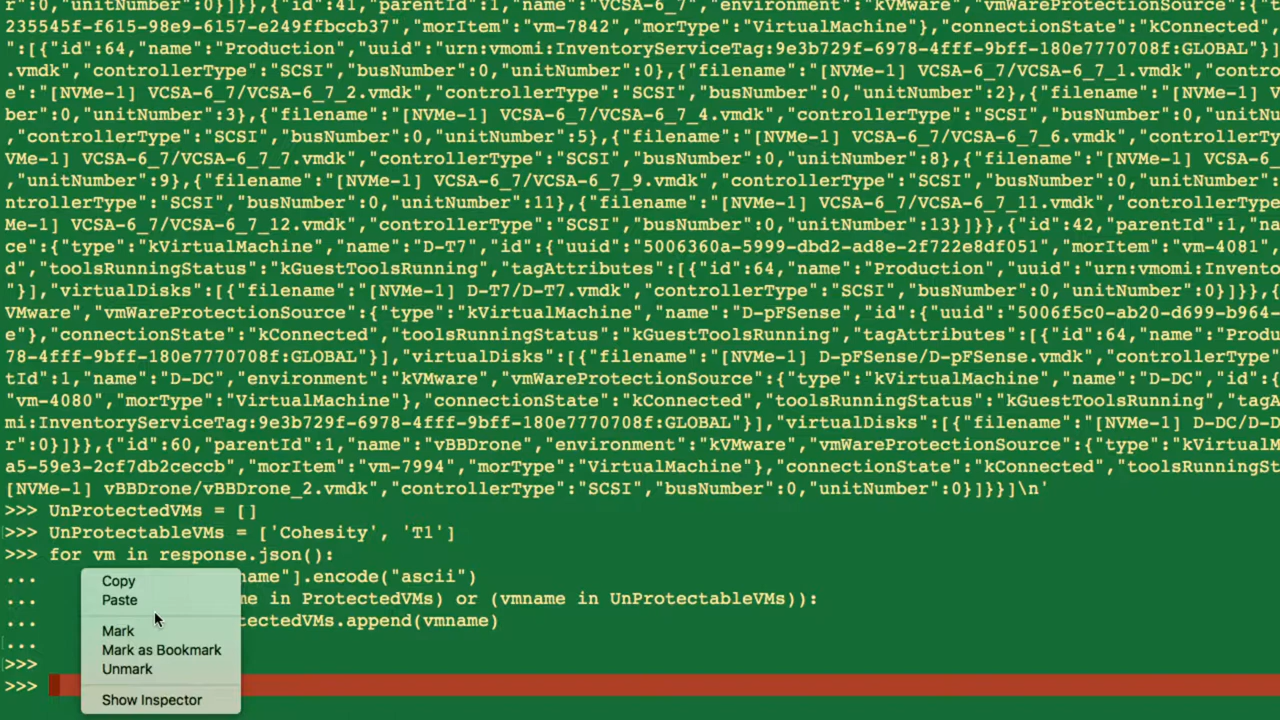 r":0,"unitNumber":0}]}},{"id":41,"parentId":1,"name":"VCSA-6_7","environment":"kVMware","vmWareProtectionSource":{"t
235545f-f615-98e9-6157-e249ffbccb37","morItem":"vm-7842","morType":"VirtualMachine"},"connectionState":"kConnected",
":[{"id":64,"name":"Production","uuid":"urn:vmomi:InventoryServiceTag:9e3b729f-6978-4fff-9bff-180e7770708f:GLOBAL"}]
.vmdk","controllerType":"SCSI","busNumber":0,"unitNumber":0},{"filename":"[NVMe-1] VCSA-6_7/VCSA-6_7_1.vmdk","contro
e":"[NVMe-1] VCSA-6_7/VCSA-6_7_2.vmdk","controllerType":"SCSI","busNumber":0,"unitNumber":2},{"filename":"[NVMe-1] V
ber":0,"unitNumber":3},{"filename":"[NVMe-1] VCSA-6_7/VCSA-6_7_4.vmdk","controllerType":"SCSI","busNumber":0,"unitNu
,"controllerType":"SCSI","busNumber":0,"unitNumber":5},{"filename":"[NVMe-1] VCSA-6_7/VCSA-6_7_6.vmdk","controllerTy
VMe-1] VCSA-6_7/VCSA-6_7_7.vmdk","controllerType":"SCSI","busNumber":0,"unitNumber":8},{"filename":"[NVMe-1] VCSA-6_
,"unitNumber":9},{"filename":"[NVMe-1] VCSA-6_7/VCSA-6_7_9.vmdk","controllerType":"SCSI","busNumber":0,"unitNumber":
ntrollerType":"SCSI","busNumber":0,"unitNumber":11},{"filename":"[NVMe-1] VCSA-6_7/VCSA-6_7_11.vmdk","controllerType
Me-1] VCSA-6_7/VCSA-6_7_12.vmdk","controllerType":"SCSI","busNumber":0,"unitNumber":13}]}},{"id":42,"parentId":1,"na
ce":{"type":"kVirtualMachine","name":"D-T7","id":{"uuid":"5006360a-5999-dbd2-ad8e-2f722e8df051","morItem":"vm-4081",
d","toolsRunningStatus":"kGuestToolsRunning","tagAttributes":[{"id":64,"name":"Production","uuid":"urn:vmomi:Invento
"}],"virtualDisks":[{"filename":"[NVMe-1] D-T7/D-T7.vmdk","controllerType":"SCSI","busNumber":0,"unitNumber":0}]}},{
VMware","vmWareProtectionSource":{"type":"kVirtualMachine","name":"D-pfSense","id":{"uuid":"5006f5c0-ab20-d699-b964-
e"},"connectionState":"kConnected","toolsRunningStatus":"kGuestToolsRunning","tagAttributes":[{"id":64,"name":"Produ
78-4fff-9bff-180e7770708f:GLOBAL"}],"virtualDisks":[{"filename":"[NVMe-1] D-pFSense/D-pFSense.vmdk","controllerType"
tId":1,"name":"D-DC","environment":"kVMware","vmWareProtectionSource":{"type":"kVirtualMachine","name":"D-DC","id":{
"vm-4080","morType":"VirtualMachine"},"connectionState":"kConnected","toolsRunningStatus":"kGuestToolsRunning","tagA
mi:InventoryServiceTag:9e3b729f-6978-4fff-9bff-180e7770708f:GLOBAL"}],"virtualDisks":[{"filename":"[NVMe-1] D-DC/D-D
r":0}]}},{"id":60,"parentId":1,"name":"vBBDrone","environment":"kVMware","vmWareProtectionSource":{"type":"kVirtualM
a5-59e3-2cf7db2ceccb","morItem":"vm-7994","morType":"VirtualMachine"},"connectionState":"kConnected","toolsRunningSt
[NVMe-1] vBBDrone/vBBDrone_2.vmdk","controllerType":"SCSI","busNumber":0,"unitNumber":0}]}}]\n'
>>> UnProtectedVMs = []
>>> UnProtectableVMs = ['Cohesity', 'T1']
>>> for vm in response.json():
... ame"].encode("ascii")
... me in ProtectedVMs) or (vmname in UnProtectableVMs)):
... otectedVMs.append(vmname)
...
>>>
>>>
Copy
Paste
Mark
Mark as Bookmark
Unmark
Show Inspector